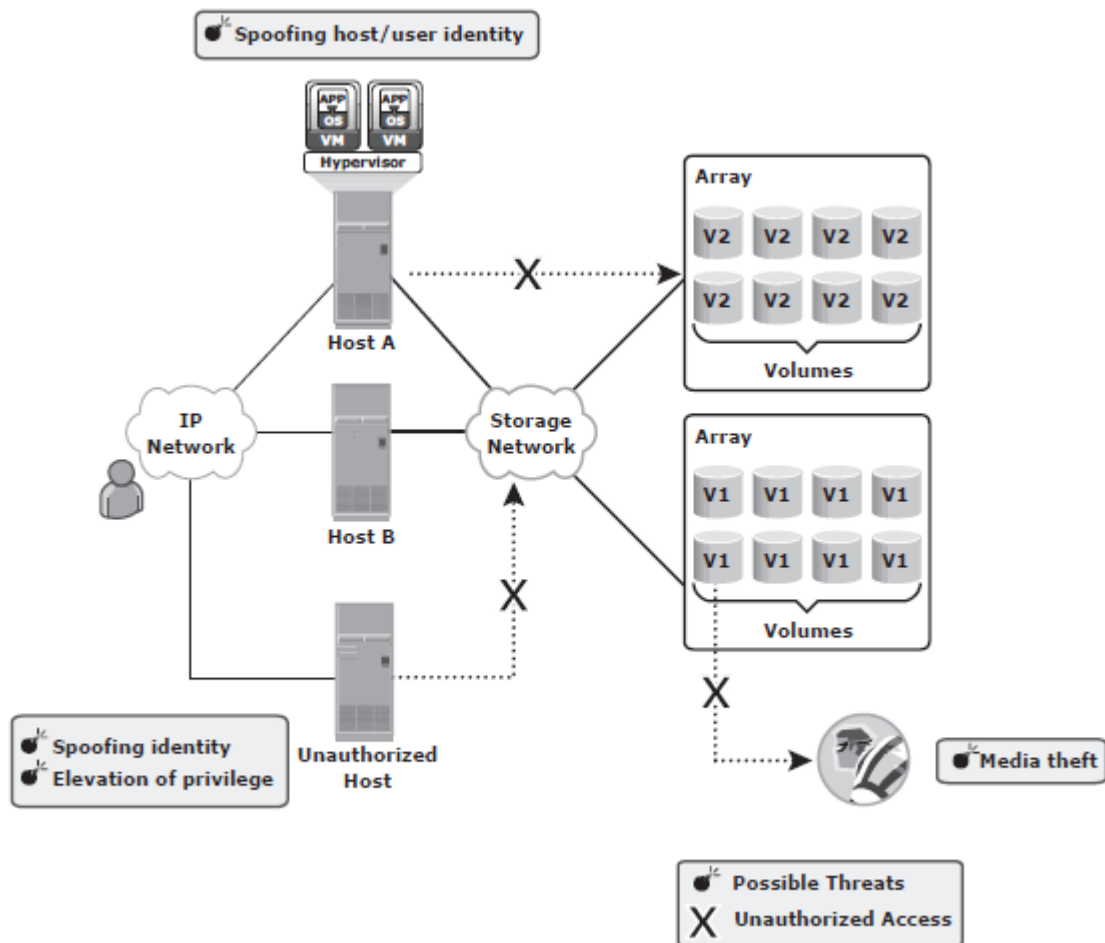 Spoofing host/user identity
APP APP
OS OS
VM VM
Hypervisor
Host A
Array
V2 V2 V2 V2
V2 V2 V2 V2
Volumes
IP
Network
Host B
Storage
Network
Array
V1 V1 V1 V1
V1 V1 V1 V1
Volumes
X
X
X
Unauthorized
Host
Spoofing identity
Elevation of privilege
Media theft
Possible Threats
X Unauthorized Access